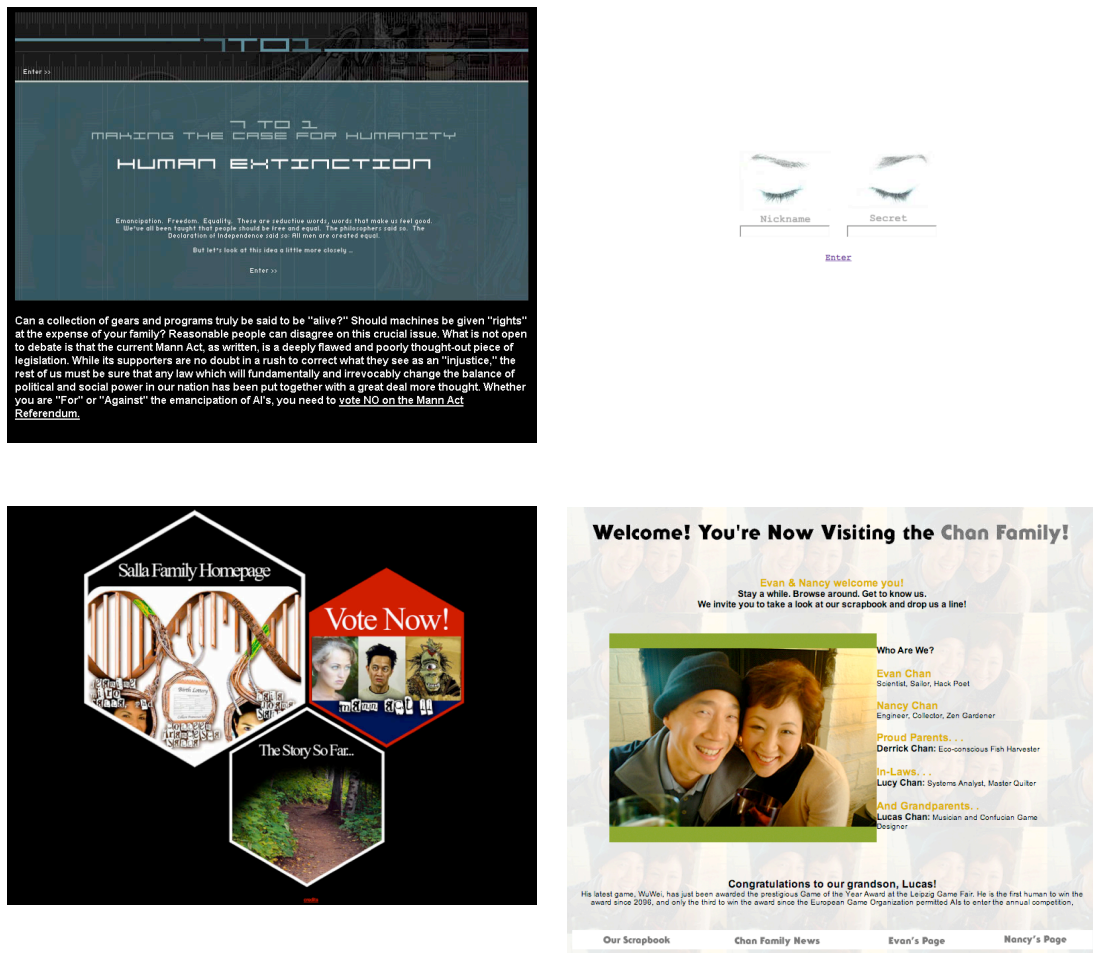 7TO1
Enter >>
7 TO 1
MAKING THE CASE FOR HUMANITY
HUMAN EXTINCTION
Emancipation. Freedom. Equality. These are seductive words, words that make us feel good.
We've all been taught that people should be free and equal. The philosophers said so. The
Declaration of Independence said so: All men are created equal.
But let's look at this idea a little more closely ..
Enter >>
Can a collection of gears and programs truly be said to be "alive?" Should machines be given "rights"
at the expense of your family? Reasonable people can disagree on this crucial issue. What is not open
to debate is that the current Mann Act, as written, is a deeply flawed and poorly thought-out piece of
legislation. While its supporters are no doubt in a rush to correct what they see as an "injustice," the
rest of us must be sure that any law which will fundamentally and irrevocably change the balance of
political and social power in our nation has been put together with a great deal more thought. Whether
you are "For" or "Against" the emancipation of AI's, you need to vote NO on the Mann Act
Referendum.
Nickname Secret
Enter
Salla Family Homepage
Birth Lottery
Vote Now!
mann act !!
The Story So Far...
Welcome! You're Now Visiting the Chan Family!
Evan & Nancy welcome you!
Stay a while. Browse around. Get to know us.
We invite you to take a look at our scrapbook and drop us a line!
Who Are We?
Evan Chan
Scientist, Sailor, Hack Poet
Nancy Chan
Engineer, Collector, Zen Gardener
Proud Parents. . .
Derrick Chan: Eco-conscious Fish Harvester
In-Laws. . .
Lucy Chan: Systems Analyst, Master Quilter
And Grandparents. .
Lucas Chan: Musician and Confucian Game
Designer
Congratulations to our grandson, Lucas!
His latest game, WuWei, has just been awarded the prestigious Game of the Year Award at the Leipzig Game Fair. He is the first human to win the
award since 2096, and only the third to win the award since the European Game Organization permitted AIs to enter the annual competition,
Our Scrapbook Chan Family News Evan's Page Nancy's Page